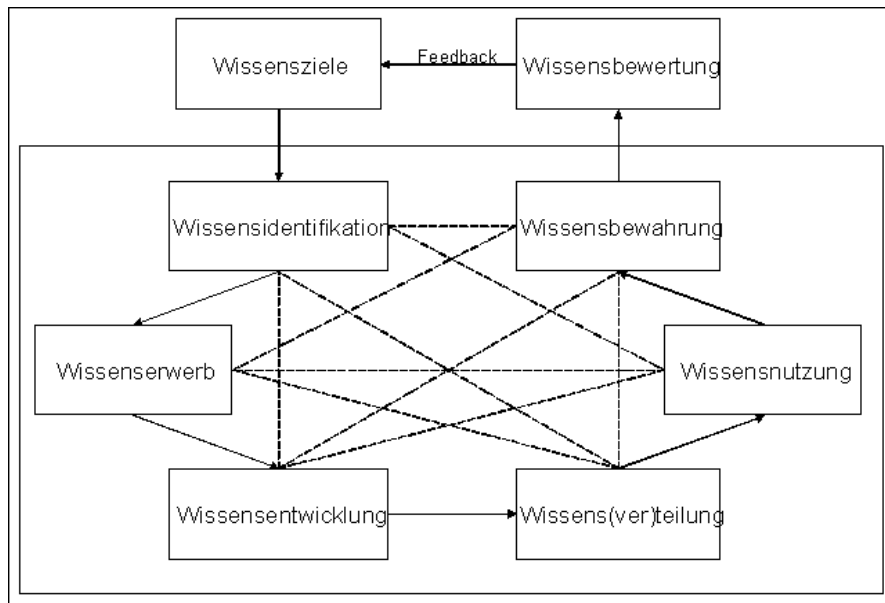 Wissensziele
Feedback
Wissensbewertung
Wissensidentifikation
Wissensbewahrung
Wissenserwerb
Wissensnutzung
Wissensentwicklung
Wissens(ver)teilung